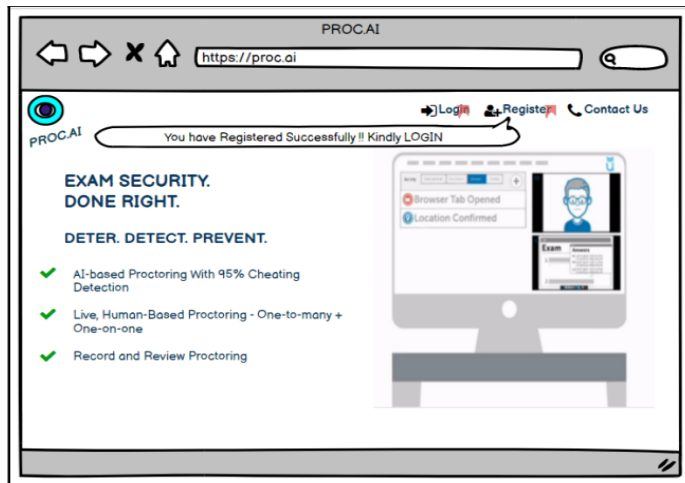 PROC.AI
https://proc.ai
Login Register Contact Us
PROC.AI
You have Registered Successfully !! Kindly LOGIN
EXAM SECURITY.
DONE RIGHT.
DETER. DETECT. PREVENT.
AI-based Proctoring With 95% Cheating
Detection
Live, Human-Based Proctoring - One-to-many +
One-on-one
Record and Review Proctoring
Browser Tab Opened
Location Confirmed
Exam
Answers